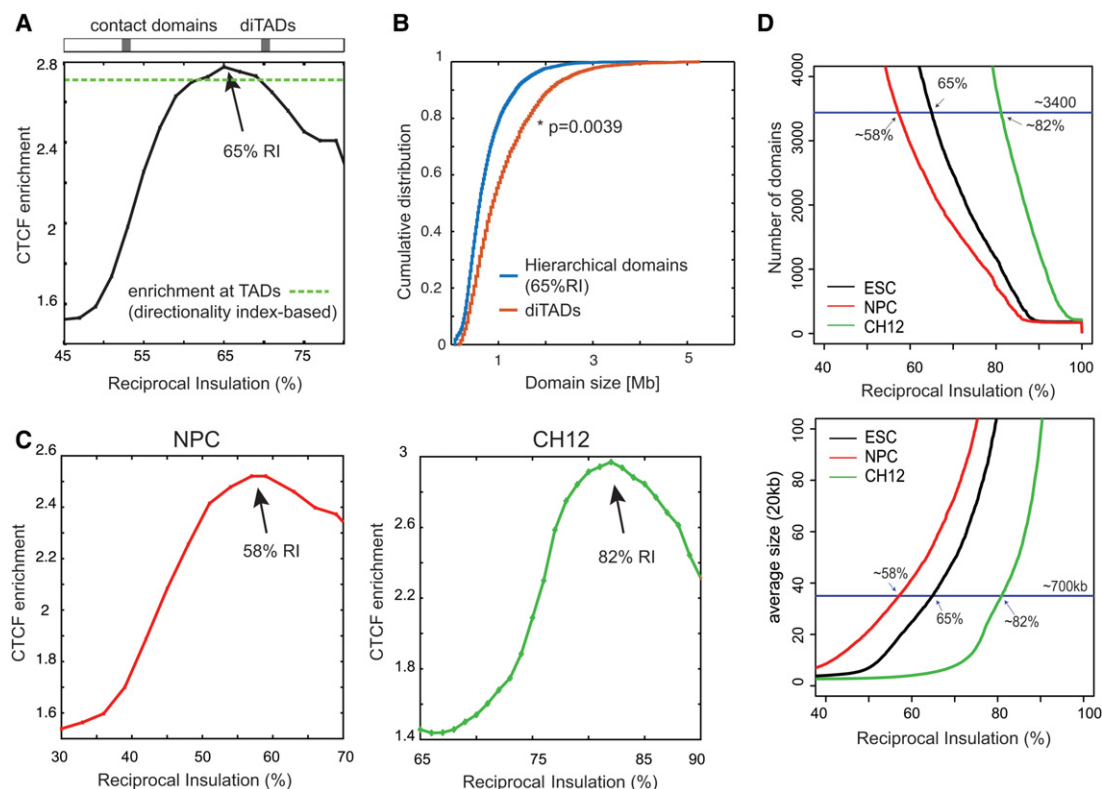 A
contact domains
diTADs
2.8
2.4
2
1.6
CTCF enrichment
65% RI
enrichment at TADs
(directionality index-based)
45
55
65
75
Reciprocal Insulation (%)
B
1
0.8
0.6
0.4
0.2
0
Cumulative distribution
* p=0.0039
Hierarchical domains
(65%RI)
diTADs
1
3
5
Domain size [Mb]
C
NPC
2.6
2.4
2.2
2
1.8
1.6
CTCF enrichment
58% RI
30
40
50
60
70
Reciprocal Insulation (%)
CH12
3
2.6
2.2
1.8
1.4
CTCF enrichment
82% RI
65
75
85
90
Reciprocal Insulation (%)
D
4000
3000
2000
1000
0
Number of domains
65%
~3400
~58%
~82%
ESC
NPC
CH12
40
60
80
100
Reciprocal Insulation (%)
100
80
60
40
20
0
average size (20kb)
ESC
NPC
CH12
~58%
~700kb
65%
~82%
40
60
80
100
Reciprocal Insulation (%)